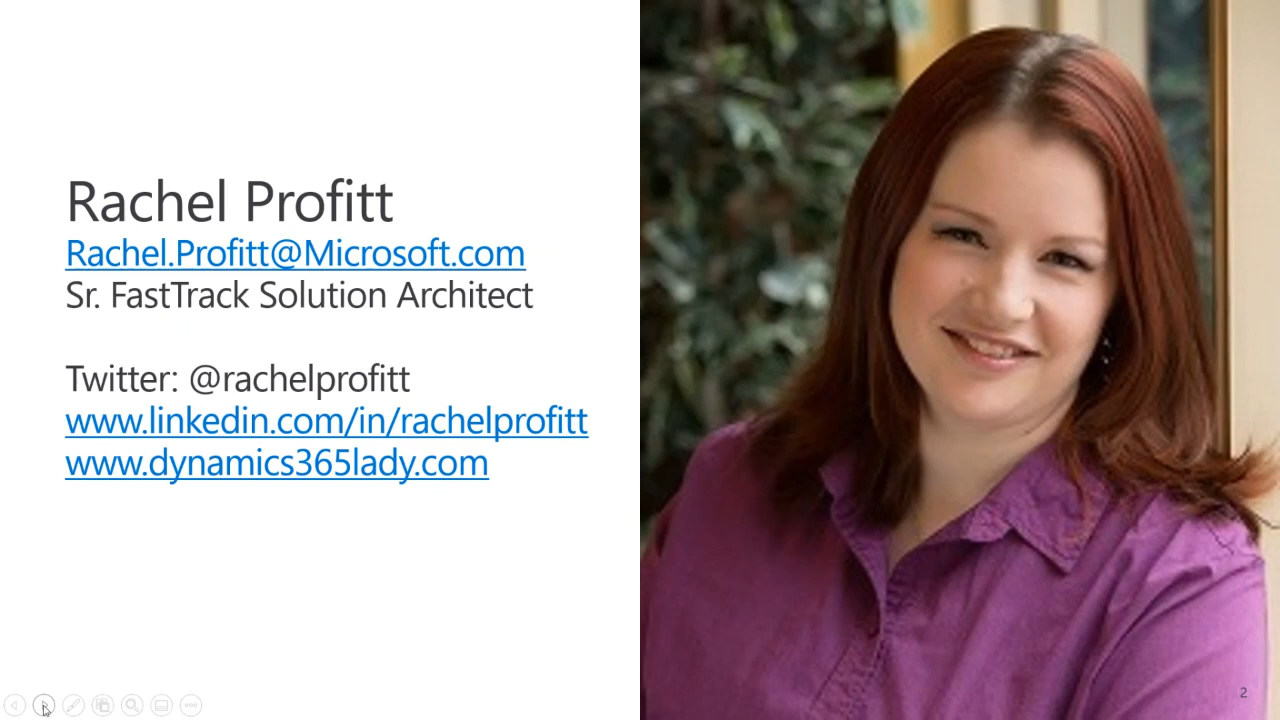 Rachel Profitt
Rachel.Profitt@Microsoft.com
Sr. FastTrack Solution Architect
Twitter: @rachelprofitt
www.linkedin.com/in/rachelprofitt
www.dynamics365lady.com
2